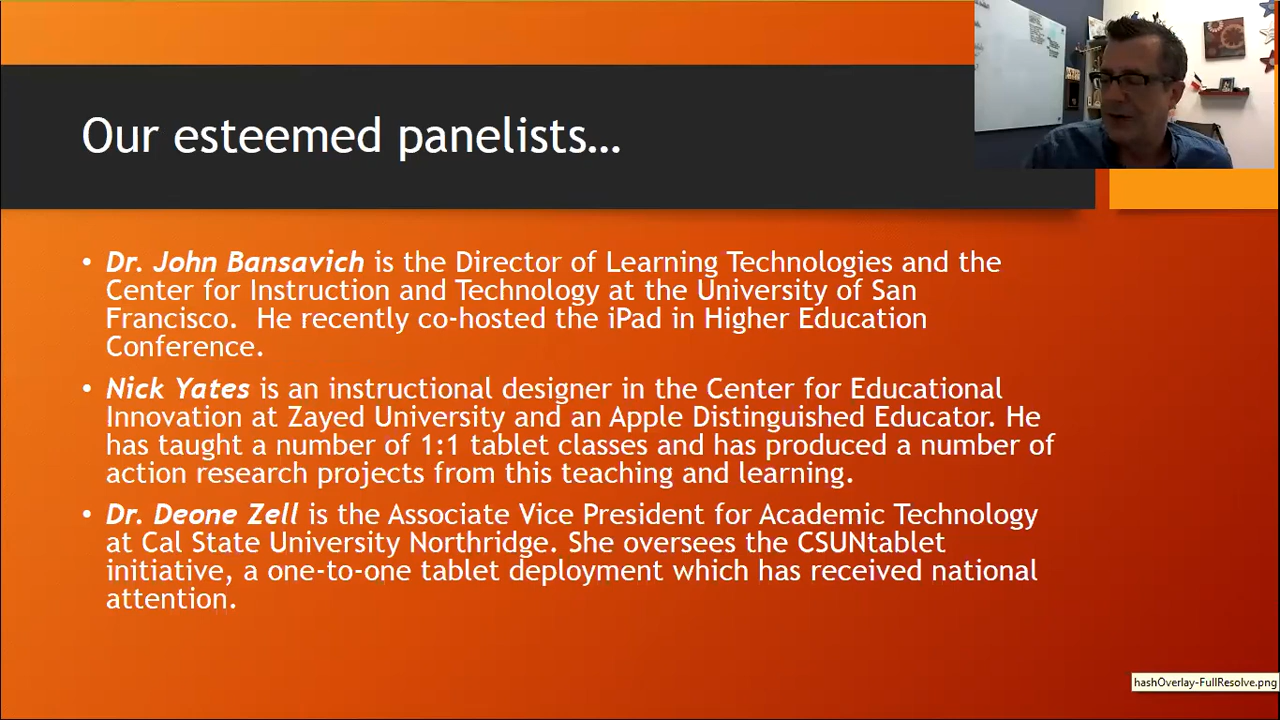 Our esteemed panelists…
• Dr. John Bansavich is the Director of Learning Technologies and the
Center for Instruction and Technology at the University of San
Francisco.  He recently co-hosted the iPad in Higher Education
Conference.
• Nick Yates is an instructional designer in the Center for Educational
Innovation at Zayed University and an Apple Distinguished Educator. He
has taught a number of 1:1 tablet classes and has produced a number of
action research projects from this teaching and learning.
• Dr. Deone Zell is the Associate Vice President for Academic Technology
at Cal State University Northridge. She oversees the CSUNtablet
initiative, a one-to-one tablet deployment which has received national
attention.
hashOverlay-FullResolve.png